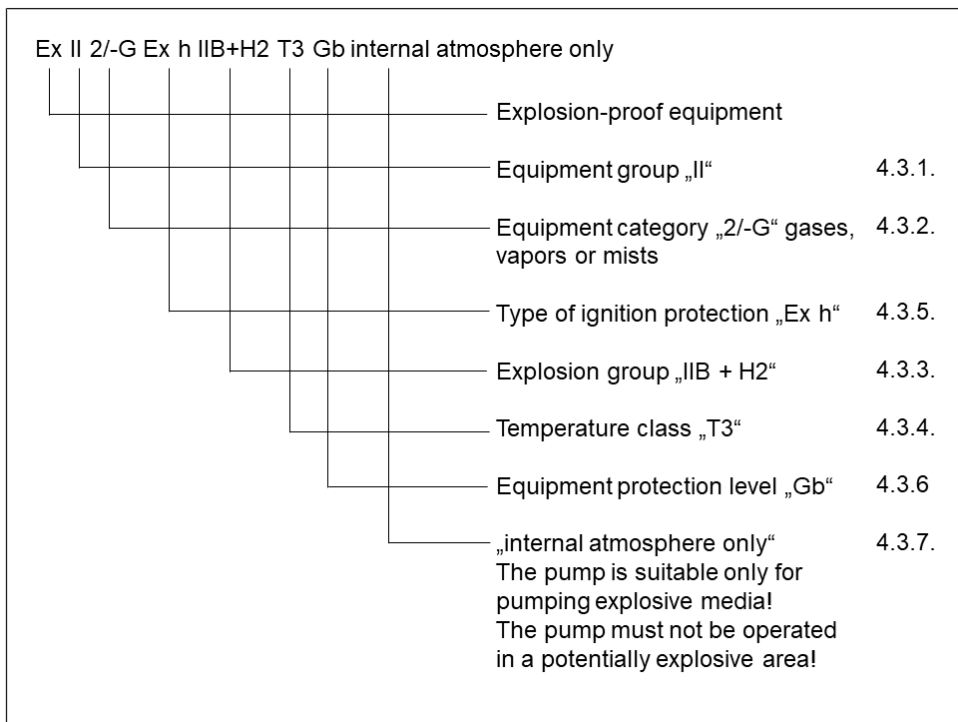 Ex II 2/-G Ex h IIB+H2 T3 Gb internal atmosphere only
Explosion-proof equipment
Equipment group „II“ 4.3.1.
Equipment category „2/-G“ gases, 4.3.2.
vapors or mists
Type of ignition protection „Ex h“ 4.3.5.
Explosion group „IIB + H2“ 4.3.3.
Temperature class „T3“ 4.3.4.
Equipment protection level „Gb“ 4.3.6
„internal atmosphere only“ 4.3.7.
The pump is suitable only for
pumping explosive media!
The pump must not be operated
in a potentially explosive area!